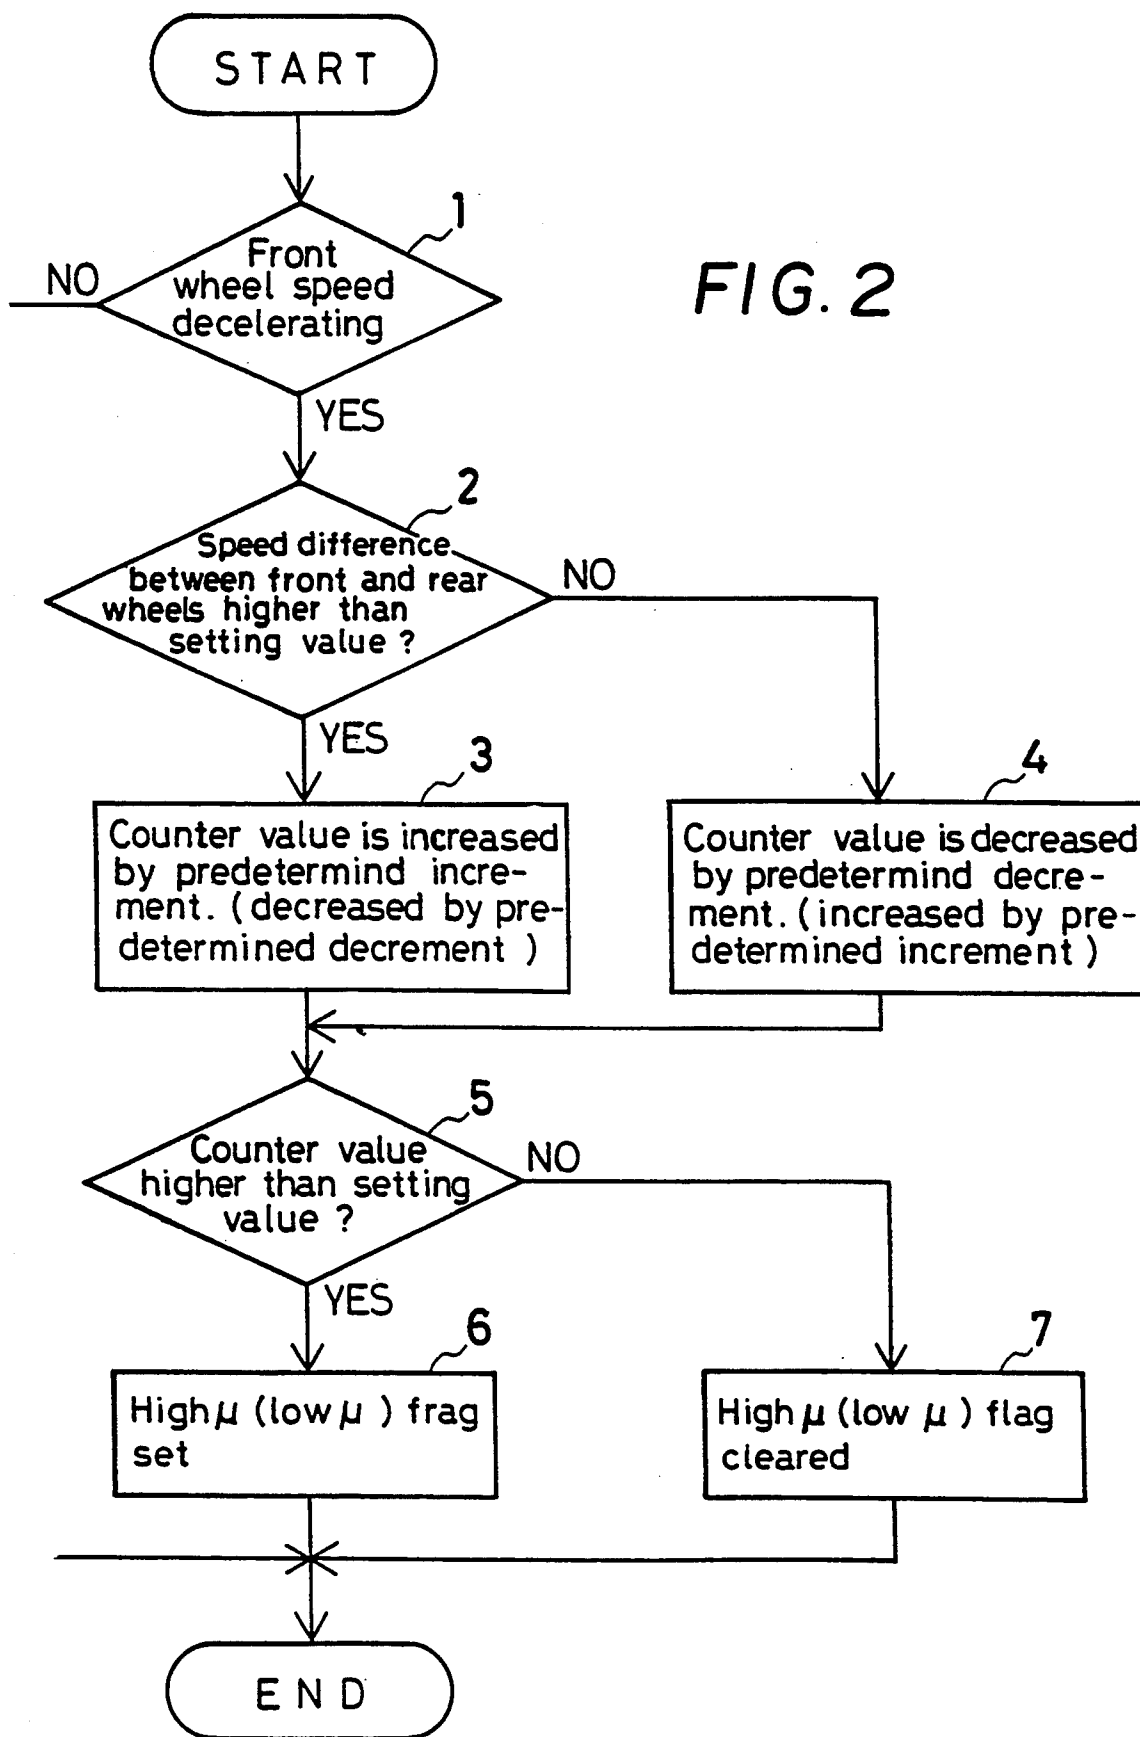 START
1
Front
wheel speed
decelerating
NO
FIG. 2
YES
2
Speed difference
between front and rear
wheels higher than
setting value ?
NO
YES
3
Counter value is increased
by predetermind incre-
ment. (decreased by pre-
determined decrement )
4
Counter value is decreased
by predetermind decre-
ment. (increased by pre-
determined increment )
5
Counter value
higher than setting
value ?
NO
YES
6
High μ (low μ ) frag
set
7
High μ (low μ ) flag
cleared
END